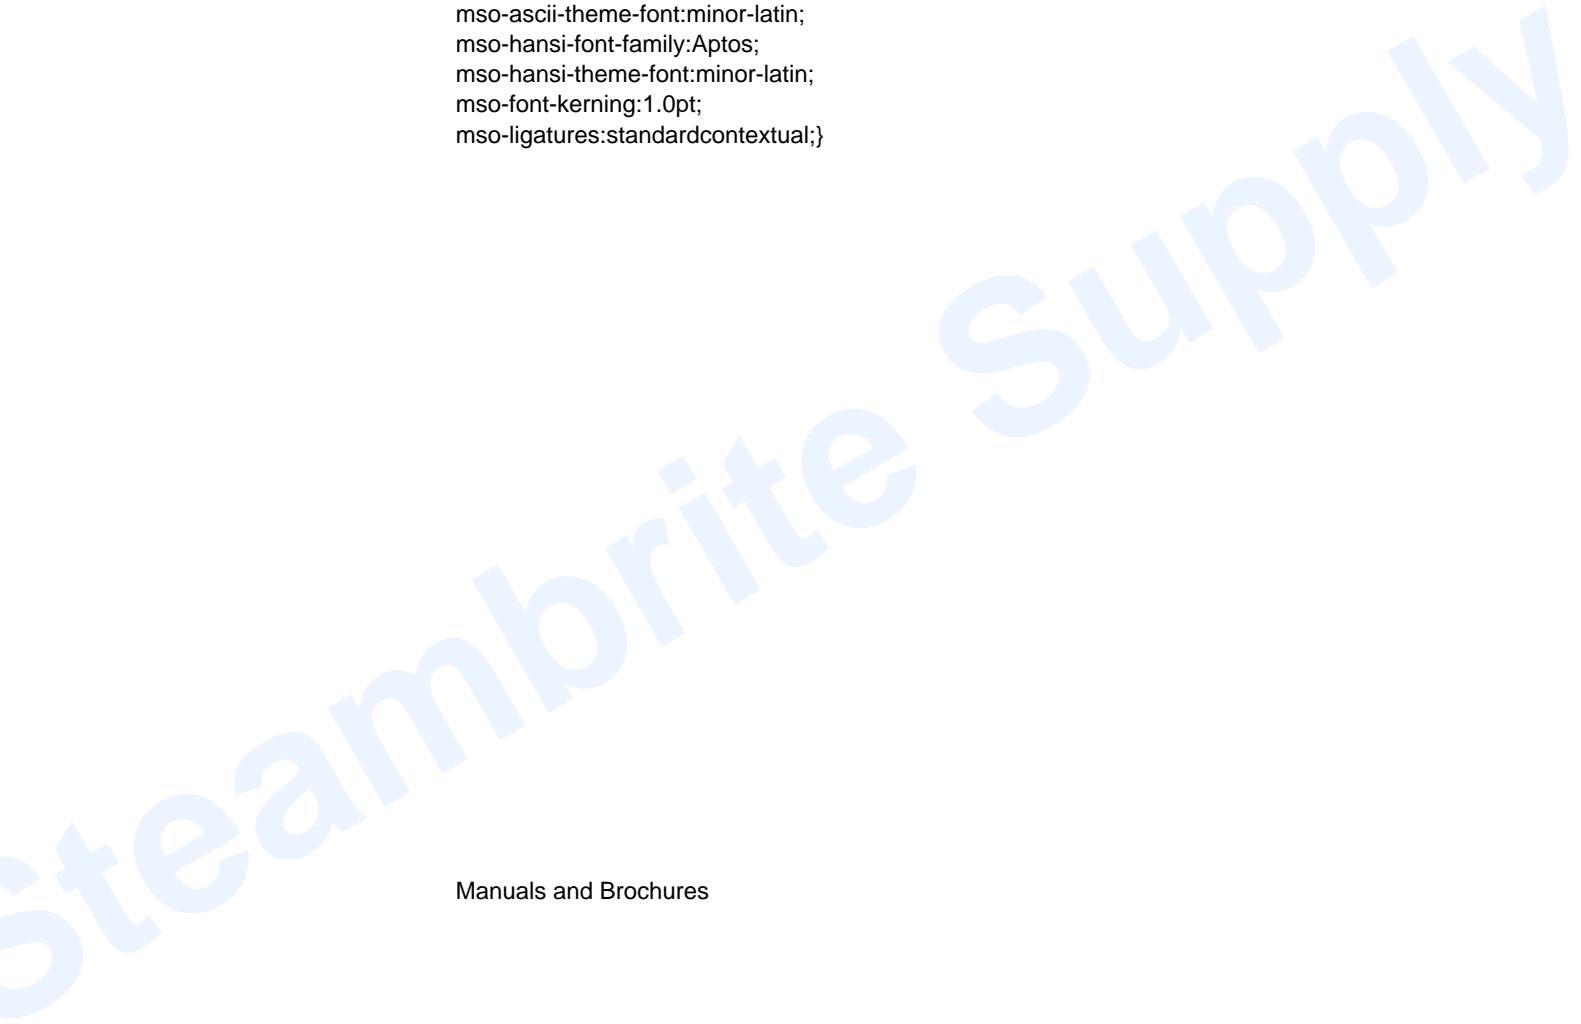 mso-ascii-theme-font:minor-latin;
mso-hansi-font-family:Aptos;
mso-hansi-theme-font:minor-latin;
mso-font-kerning:1.0pt;
mso-ligatures:standardcontextual;}
Steambrite Supply
Manuals and Brochures